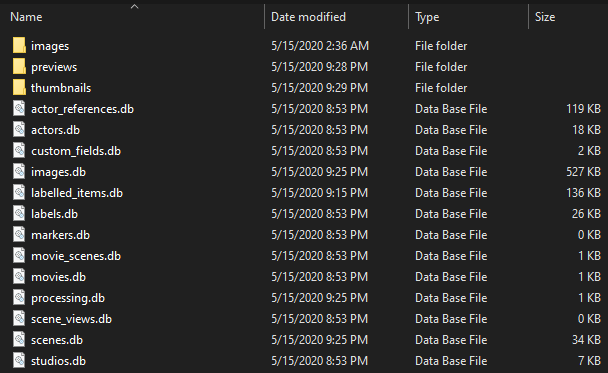 Name Date modified Type Size
images 5/15/2020 2:36 AM File folder
previews 5/15/2020 9:28 PM File folder
thumbnails 5/15/2020 9:29 PM File folder
actor_references.db 5/15/2020 8:53 PM Data Base File 119 KB
actors.db 5/15/2020 8:53 PM Data Base File 18 KB
custom_fields.db 5/15/2020 8:53 PM Data Base File 2 KB
images.db 5/15/2020 9:25 PM Data Base File 527 KB
labelled_items.db 5/15/2020 9:15 PM Data Base File 136 KB
labels.db 5/15/2020 8:53 PM Data Base File 26 KB
markers.db 5/15/2020 8:53 PM Data Base File 0 KB
movie_scenes.db 5/15/2020 8:53 PM Data Base File 1 KB
movies.db 5/15/2020 8:53 PM Data Base File 1 KB
processing.db 5/15/2020 9:25 PM Data Base File 1 KB
scene_views.db 5/15/2020 8:53 PM Data Base File 0 KB
scenes.db 5/15/2020 9:25 PM Data Base File 34 KB
studios.db 5/15/2020 8:53 PM Data Base File 7 KB